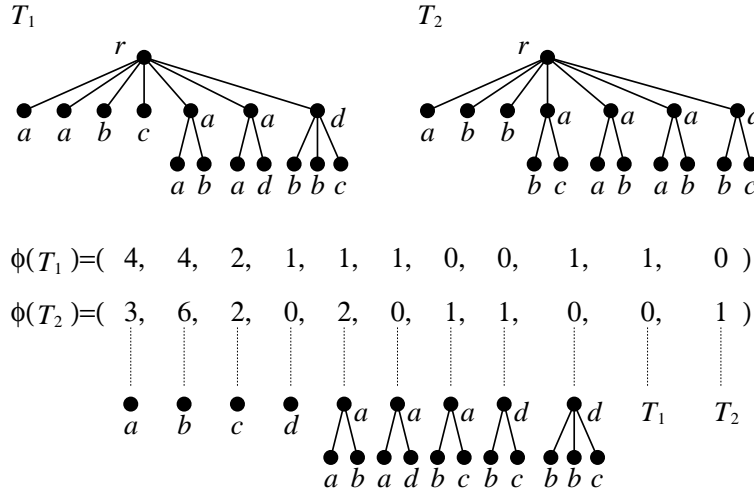 T₁ T₂
r r
a a b c a a d a b b a a a
a b a d b b c b c a b a b b c
ϕ(T₁)=( 4, 4, 2, 1, 1, 1, 0, 0, 1, 1, 0 )
ϕ(T₂)=( 3, 6, 2, 0, 2, 0, 1, 1, 0, 0, 1 )
a b c d a a a d d T₁ T₂
a b a d b c b c b b c